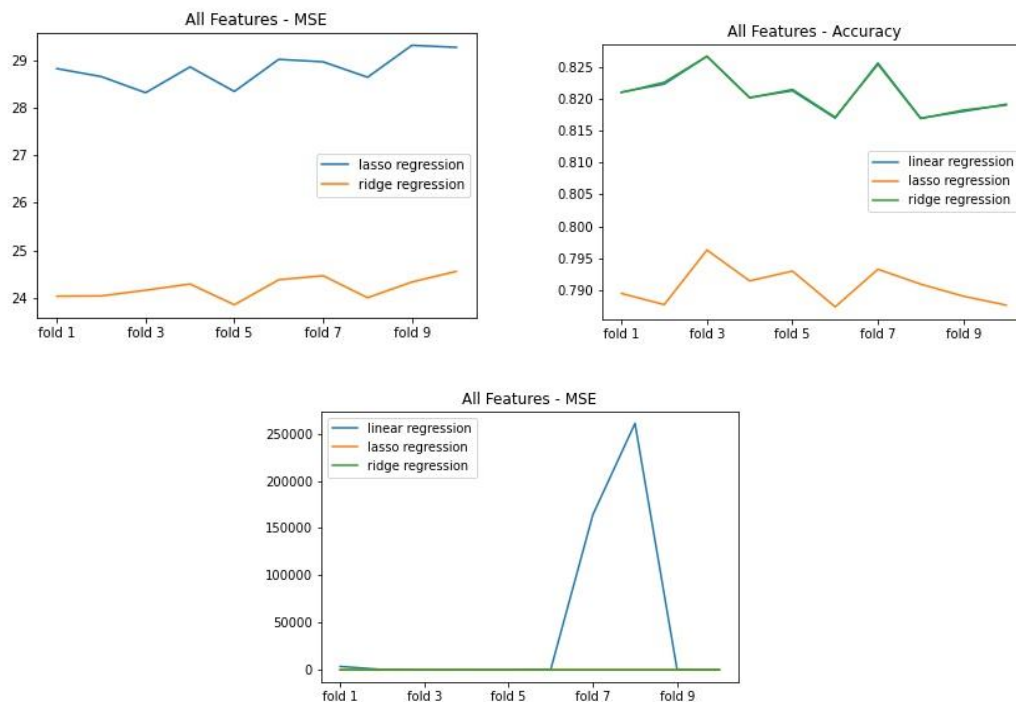 All Features - MSE
29
28
27
26
25
24
lasso regression
ridge regression
fold 1 fold 3 fold 5 fold 7 fold 9
All Features - Accuracy
0.825
0.820
0.815
0.810
0.805
0.800
0.795
0.790
linear regression
lasso regression
ridge regression
fold 1 fold 3 fold 5 fold 7 fold 9
All Features - MSE
250000
200000
150000
100000
50000
0
linear regression
lasso regression
ridge regression
fold 1 fold 3 fold 5 fold 7 fold 9